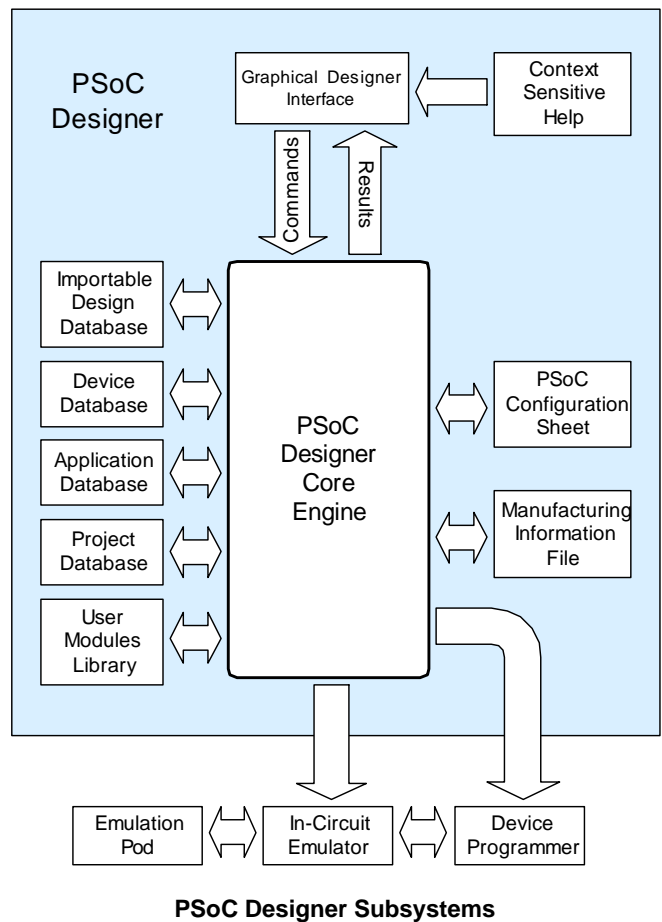 PSoC
Designer
Graphical Designer
Interface
Context
Sensitive
Help
Commands
Results
Importable
Design
Database
Device
Database
Application
Database
Project
Database
User
Modules
Library
PSoC
Designer
Core
Engine
PSoC
Configuration
Sheet
Manufacturing
Information
File
Emulation
Pod
In-Circuit
Emulator
Device
Programmer
PSoC Designer Subsystems